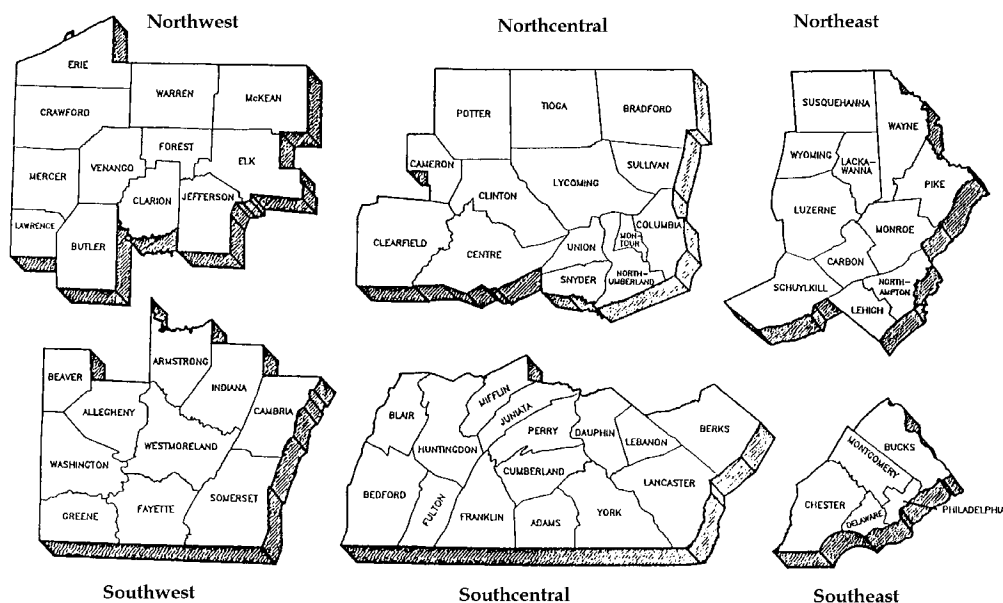 Northwest
ERIE
CRAWFORD
WARREN
McKEAN
FOREST
VENANGO
ELK
MERCER
CLARION
JEFFERSON
LAWRENCE
BUTLER
Northcentral
POTTER
TIOGA
BRADFORD
CAMERON
SULLIVAN
CLINTON
LYCOMING
COLUMBIA
CLEARFIELD
CENTRE
UNION
MON-
TOUR
SNYDER
NORTH-
UMBERLAND
Northeast
SUSQUEHANNA
WAYNE
WYOMING
LACKA-
WANNA
PIKE
LUZERNE
MONROE
CARBON
SCHUYLKILL
NORTH-
AMPTON
LEHIGH
ARMSTRONG
BEAVER
INDIANA
ALLEGHENY
CAMBRIA
WESTMORELAND
WASHINGTON
SOMERSET
FAYETTE
GREENE
Southwest
MIFFLIN
BLAIR
JUNIATA
HUNTINGDON
PERRY
DAUPHIN
LEBANON
BERKS
CUMBERLAND
LANCASTER
BEDFORD
FULTON
FRANKLIN
ADAMS
YORK
Southcentral
BUCKS
MONTGOMERY
CHESTER
PHILADELPHIA
DELAWARE
Southeast